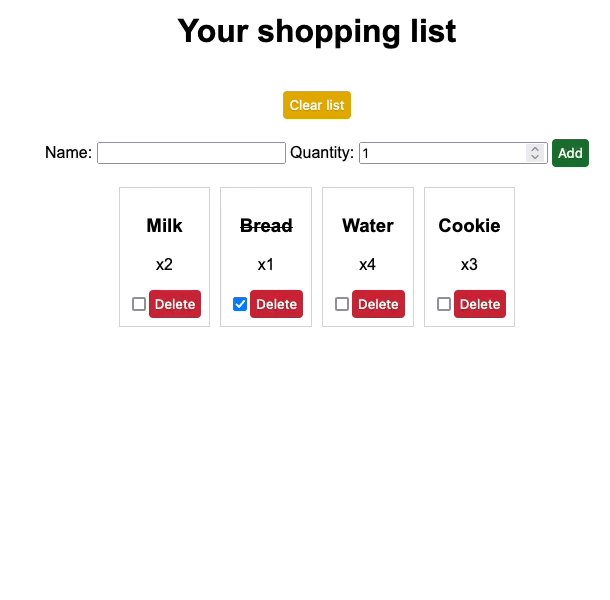 Your shopping list
Clear list
Name: Quantity: 1 Add
Milk Bread Water Cookie
x2 x1 x4 x3
Delete Delete Delete Delete